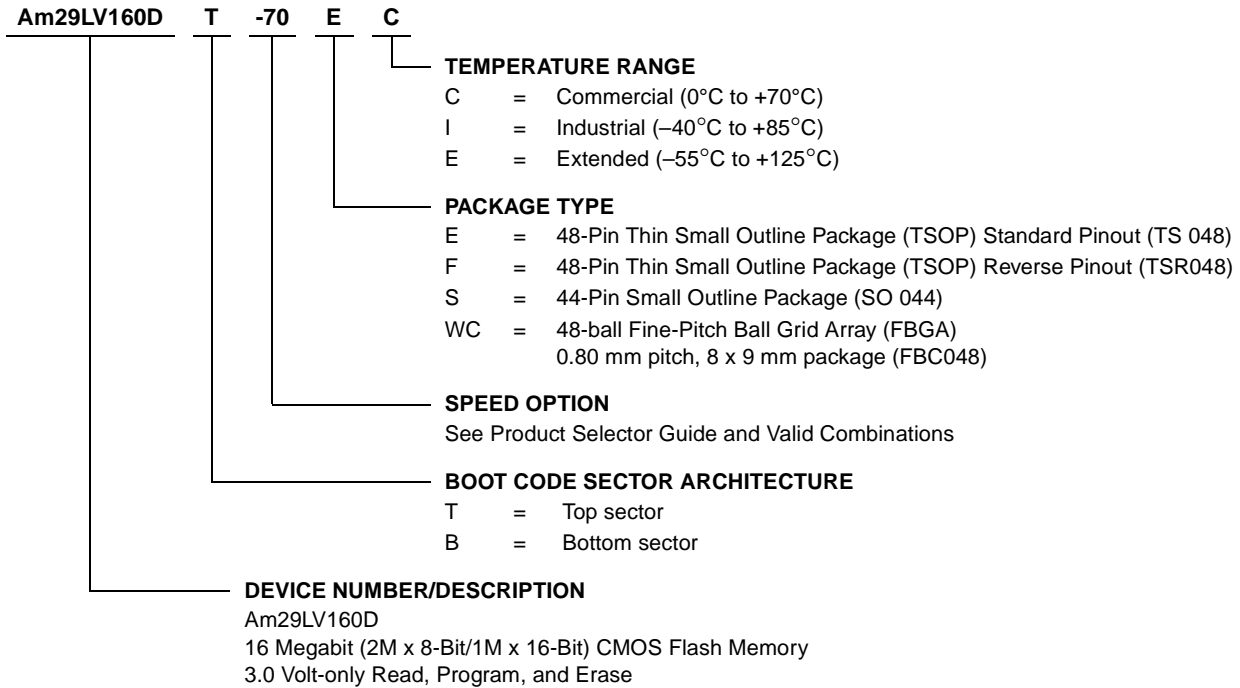 Am29LV160D T -70 E C
TEMPERATURE RANGE
C = Commercial (0°C to +70°C)
I = Industrial (–40°C to +85°C)
E = Extended (–55°C to +125°C)
PACKAGE TYPE
E = 48-Pin Thin Small Outline Package (TSOP) Standard Pinout (TS 048)
F = 48-Pin Thin Small Outline Package (TSOP) Reverse Pinout (TSR048)
S = 44-Pin Small Outline Package (SO 044)
WC = 48-ball Fine-Pitch Ball Grid Array (FBGA)
0.80 mm pitch, 8 x 9 mm package (FBC048)
SPEED OPTION
See Product Selector Guide and Valid Combinations
BOOT CODE SECTOR ARCHITECTURE
T = Top sector
B = Bottom sector
DEVICE NUMBER/DESCRIPTION
Am29LV160D
16 Megabit (2M x 8-Bit/1M x 16-Bit) CMOS Flash Memory
3.0 Volt-only Read, Program, and Erase